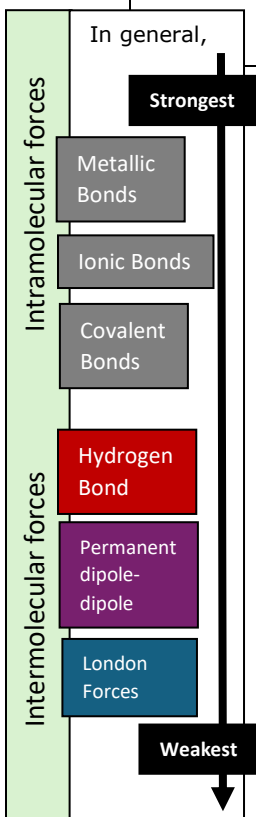 In general,
Strongest
Intramolecular forces
Metallic
Bonds
Ionic Bonds
Covalent
Bonds
Intermolecular forces
Hydrogen
Bond
Permanent
dipole-
dipole
London
Forces
Weakest